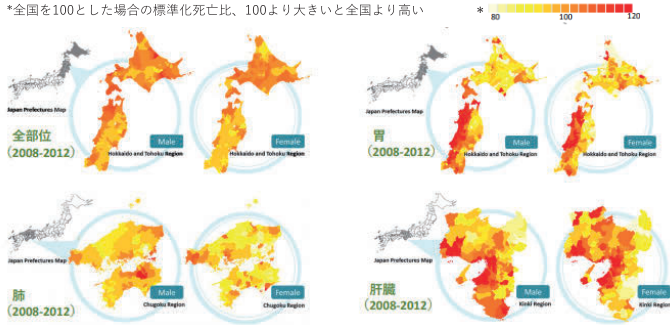 *全国を100とした場合の標準化死亡比、100より大きいと全国より高い
*
80 100 120
Japan Prefectures Map
全部位
(2008-2012)
Male
Female
Hokkaido and Tohoku Region
Hokkaido and Tohoku Region
Japan Prefectures Map
胃
(2008-2012)
Male
Female
Hokkaido and Tohoku Region
Hokkaido and Tohoku Region
Japan Prefectures Map
肺
(2008-2012)
Male
Female
Chugoku Region
Chugoku Region
Japan Prefectures Map
肝臓
(2008-2012)
Male
Female
Kinki Region
Kinki Region